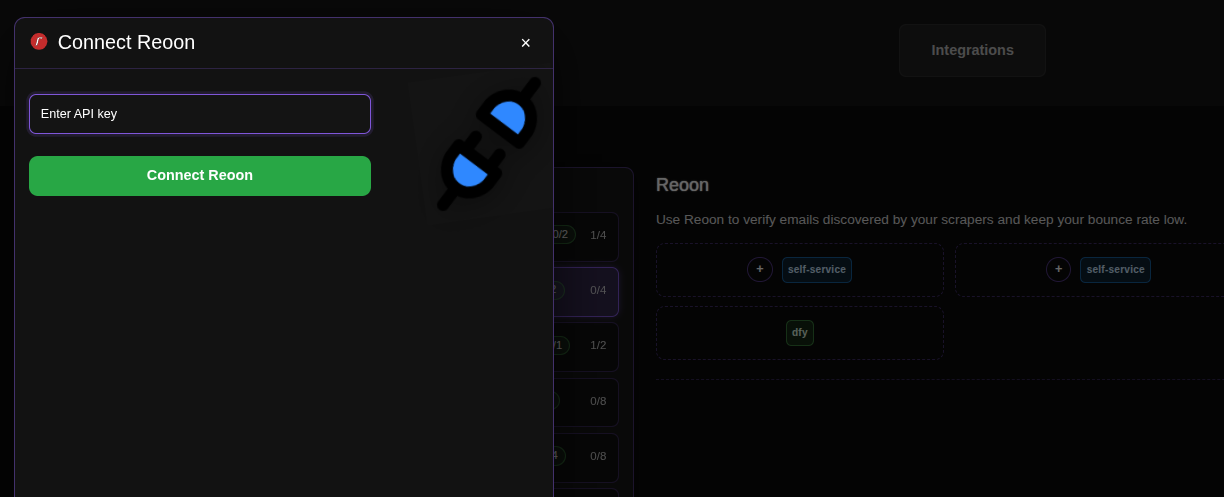 Connect Reoon ×
Enter API key
Connect Reoon
Integrations
0/2 1/4
2 0/4
/1 1/2
0/8
4 0/8
Reoon
Use Reoon to verify emails discovered by your scrapers and keep your bounce rate low.
+ self-service
+ self-service
dfy